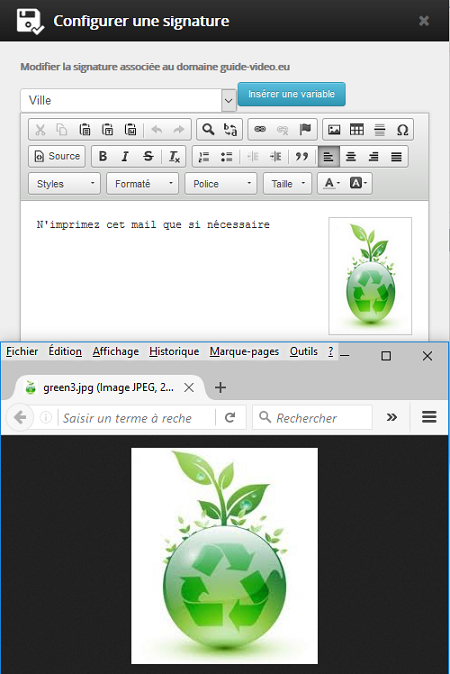 Configurer une signature
Modifier la signature associée au domaine guide-video.eu
Ville
Insérer une variable
Source
B I S Ix
Styles Formaté Police Taille A A
N'imprimez cet mail que si nécessaire
Fichier Édition Affichage Historique Marque-pages Outils ?
green3.jpg (Image JPEG, 2...
Saisir un terme à reche
Rechercher